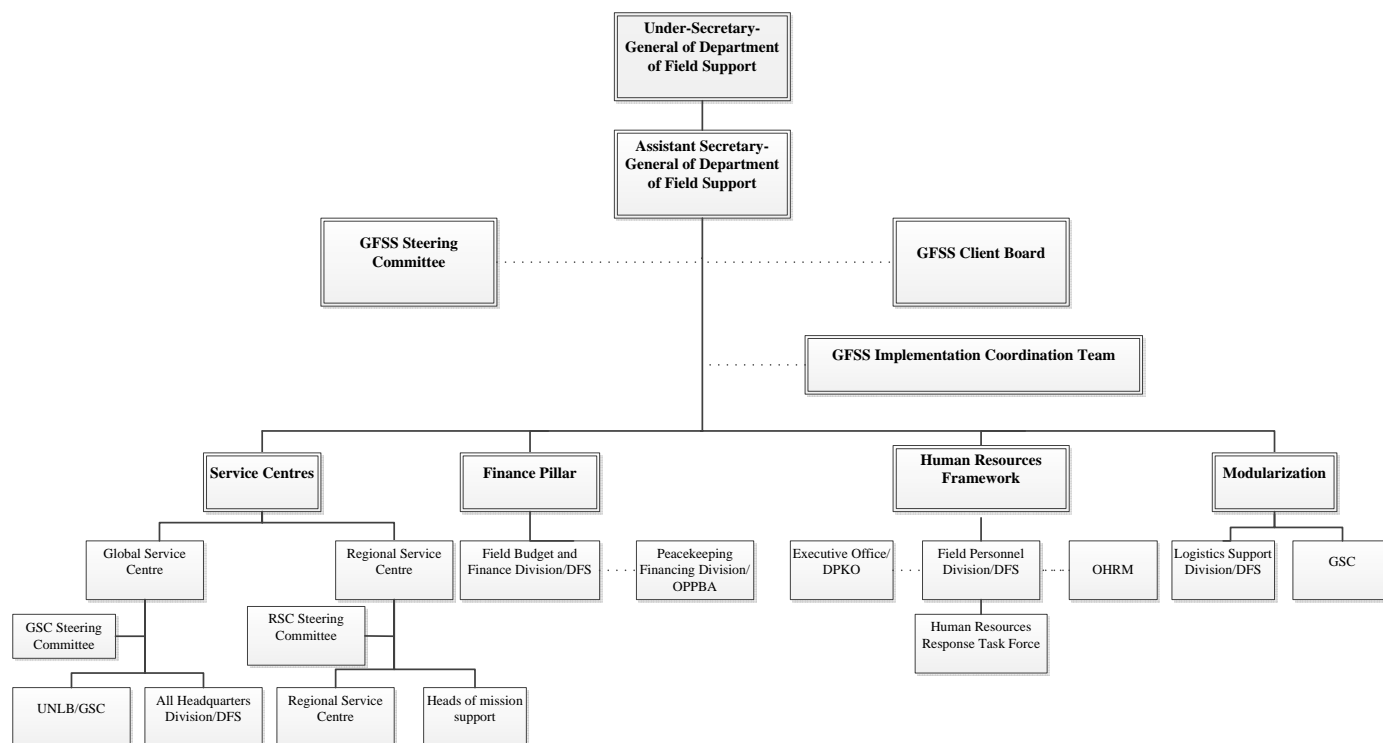 Under-Secretary-
General of Department
of Field Support
Assistant Secretary-
General of Department
of Field Support
GFSS Steering
Committee
GFSS Client Board
GFSS Implementation Coordination Team
Service Centres
Finance Pillar
Human Resources
Framework
Modularization
Global Service
Centre
Regional Service
Centre
Field Budget and
Finance Division/DFS
Peacekeeping
Financing Division/
OPPBA
Executive Office/
DPKO
Field Personnel
Division/DFS
OHRM
Logistics Support
Division/DFS
GSC
GSC Steering
Committee
RSC Steering
Committee
Human Resources
Response Task Force
UNLB/GSC
All Headquarters
Division/DFS
Regional Service
Centre
Heads of mission
support